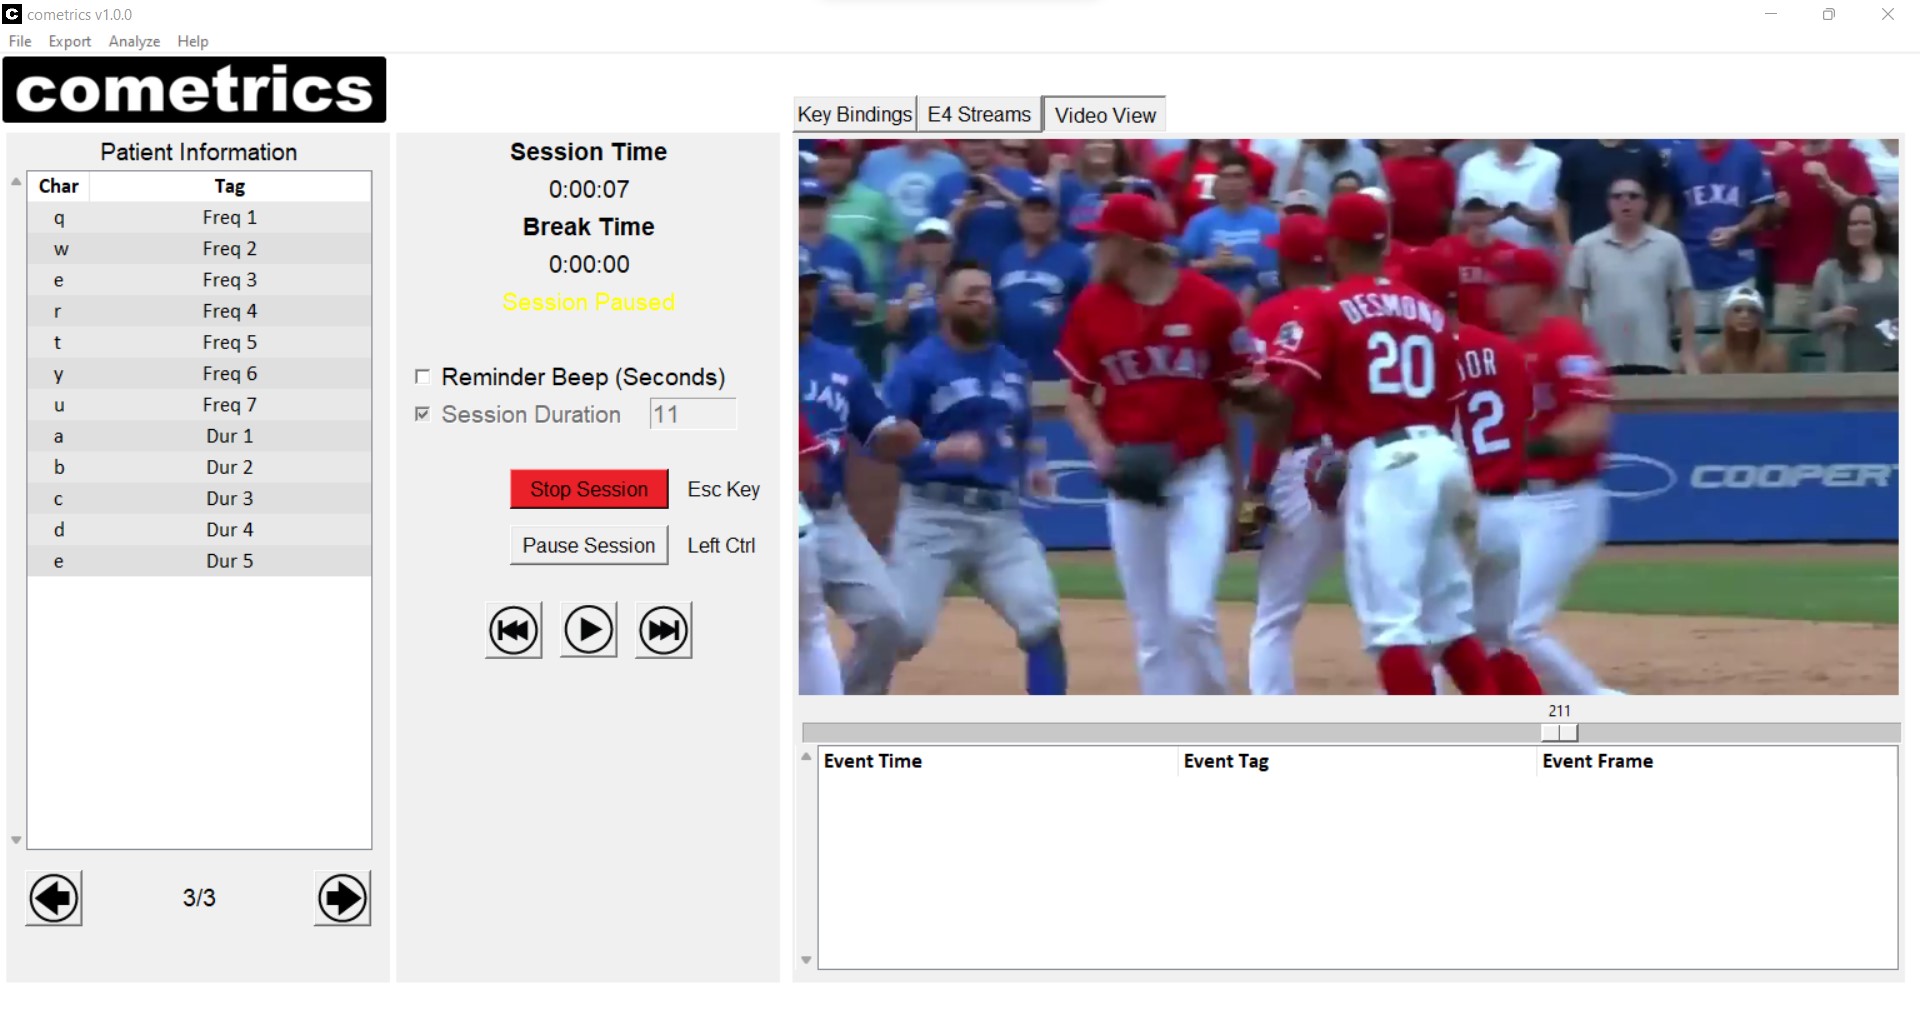 cometrics v1.0.0
File Export Analyze Help
cometrics
Patient Information
Char Tag
q Freq 1
w Freq 2
e Freq 3
r Freq 4
t Freq 5
y Freq 6
u Freq 7
a Dur 1
b Dur 2
c Dur 3
d Dur 4
e Dur 5
3/3
Session Time
0:00:07
Break Time
0:00:00
Session Paused
Reminder Beep (Seconds)
Session Duration 11
Stop Session Esc Key
Pause Session Left Ctrl
Key Bindings E4 Streams Video View
TEXA
TEXAS
DESMOND
20
OR
2
COOPER
211
Event Time Event Tag Event Frame